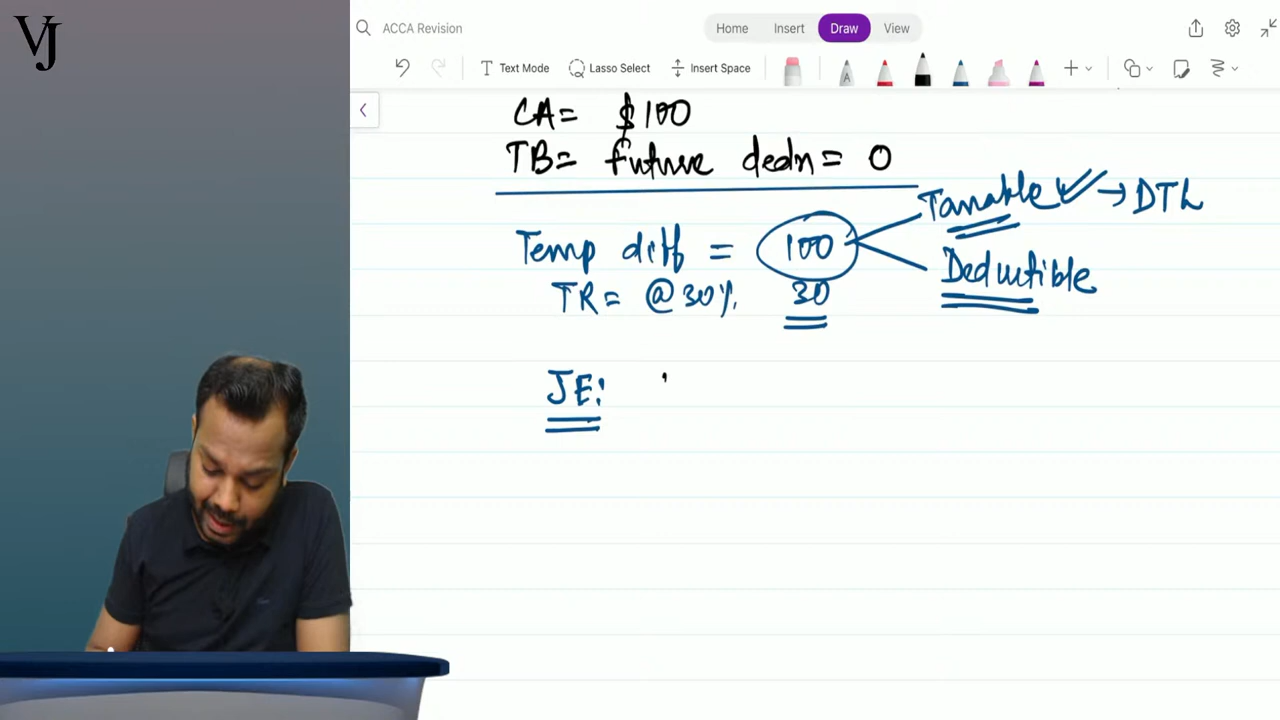 VJ
ACCA Revision
Home Insert Draw View
Text Mode Lasso Select Insert Space
CA= $100
TB= future dedn = 0
Taxable ✓ → DTL
Temp diff = 100
Deductible
TR= @30% 30
JE: